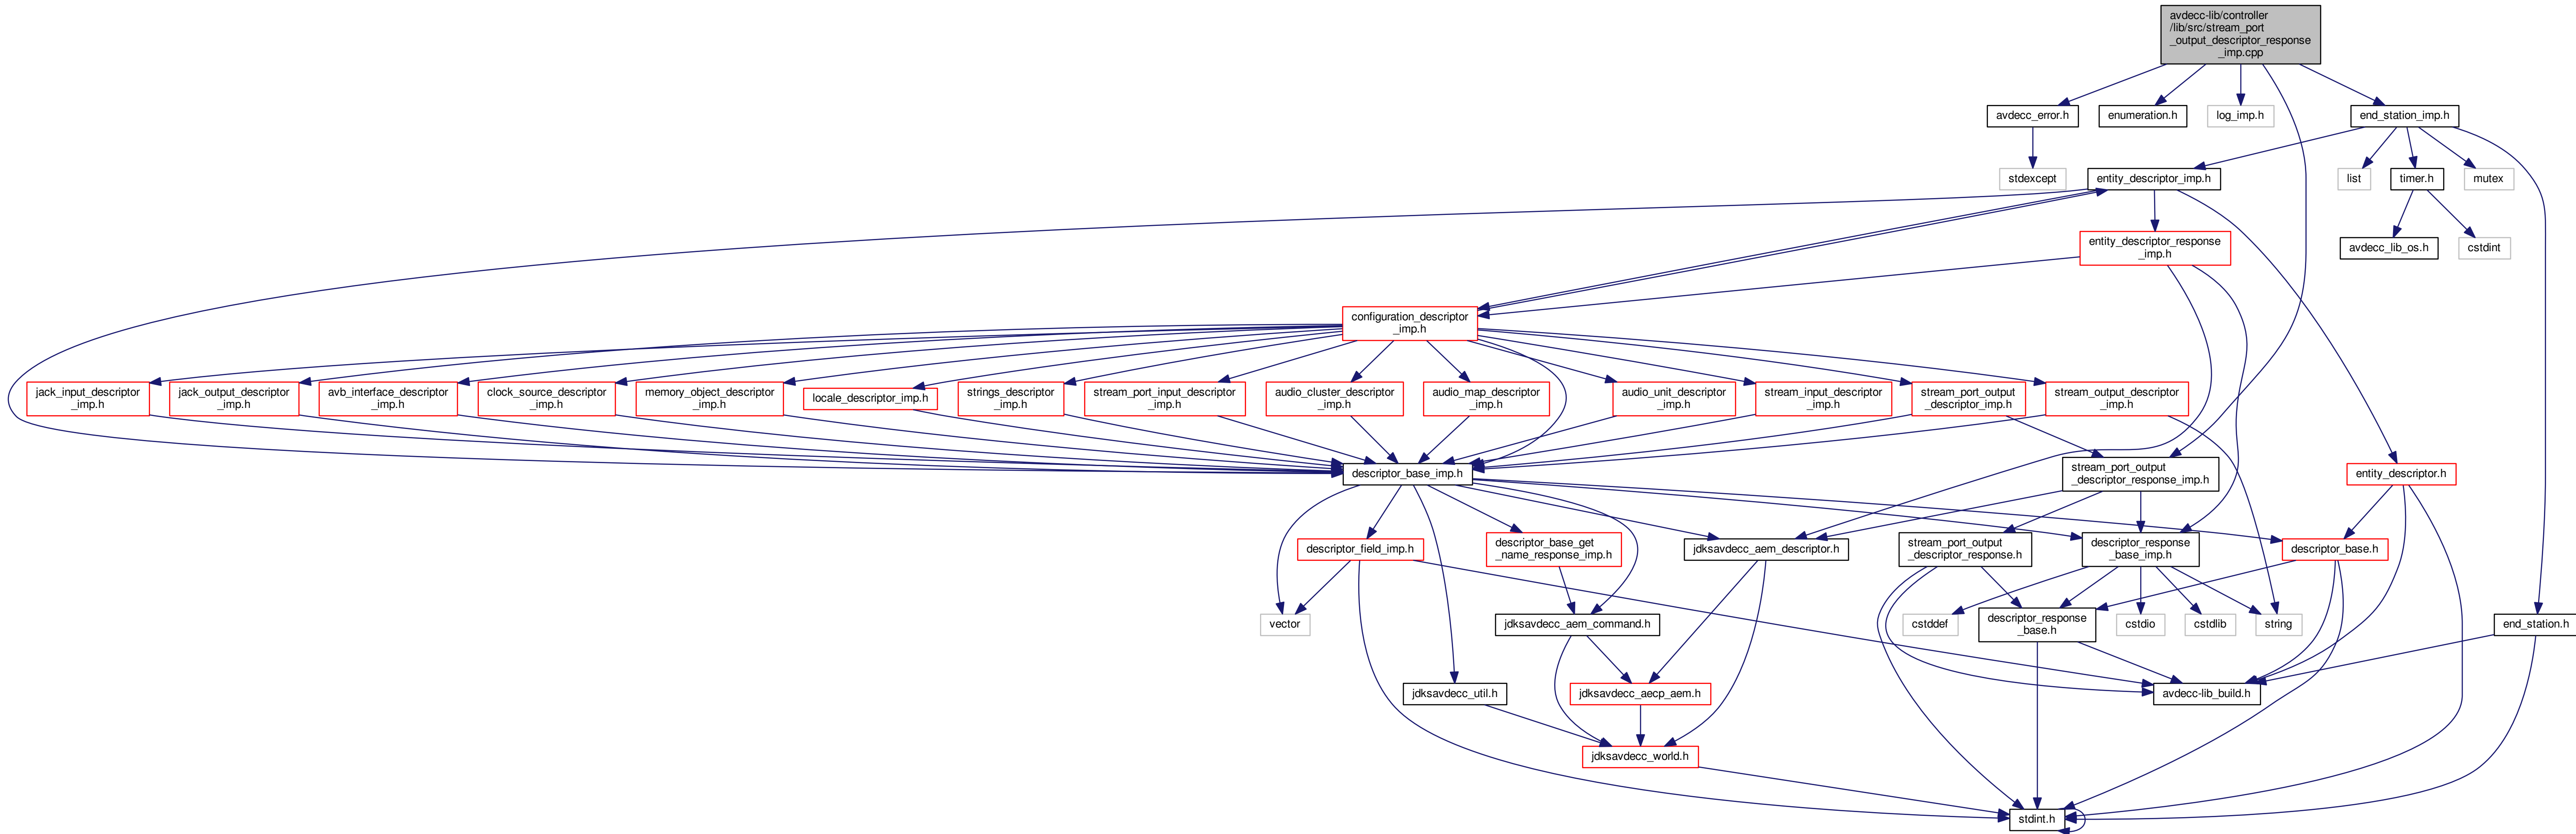 avdecc-lib/controller
/lib/src/stream_port
_output_descriptor_response
_imp.cpp
avdecc_error.h
enumeration.h
log_imp.h
end_station_imp.h
stdexcept
entity_descriptor_imp.h
list
timer.h
mutex
entity_descriptor_response
_imp.h
avdecc_lib_os.h
cstdint
configuration_descriptor
_imp.h
jack_input_descriptor
_imp.h
jack_output_descriptor
_imp.h
avb_interface_descriptor
_imp.h
clock_source_descriptor
_imp.h
memory_object_descriptor
_imp.h
locale_descriptor_imp.h
strings_descriptor
_imp.h
stream_port_input_descriptor
_imp.h
audio_cluster_descriptor
_imp.h
audio_map_descriptor
_imp.h
audio_unit_descriptor
_imp.h
stream_input_descriptor
_imp.h
stream_port_output
_descriptor_imp.h
stream_output_descriptor
_imp.h
descriptor_base_imp.h
stream_port_output
_descriptor_response_imp.h
entity_descriptor.h
descriptor_field_imp.h
descriptor_base_get
_name_response_imp.h
jdksavdecc_aem_descriptor.h
stream_port_output
_descriptor_response.h
descriptor_response
_base_imp.h
descriptor_base.h
vector
jdksavdecc_aem_command.h
cstddef
descriptor_response
_base.h
cstdio
cstdlib
string
end_station.h
jdksavdecc_util.h
jdksavdecc_aecp_aem.h
avdecc-lib_build.h
jdksavdecc_world.h
stdint.h